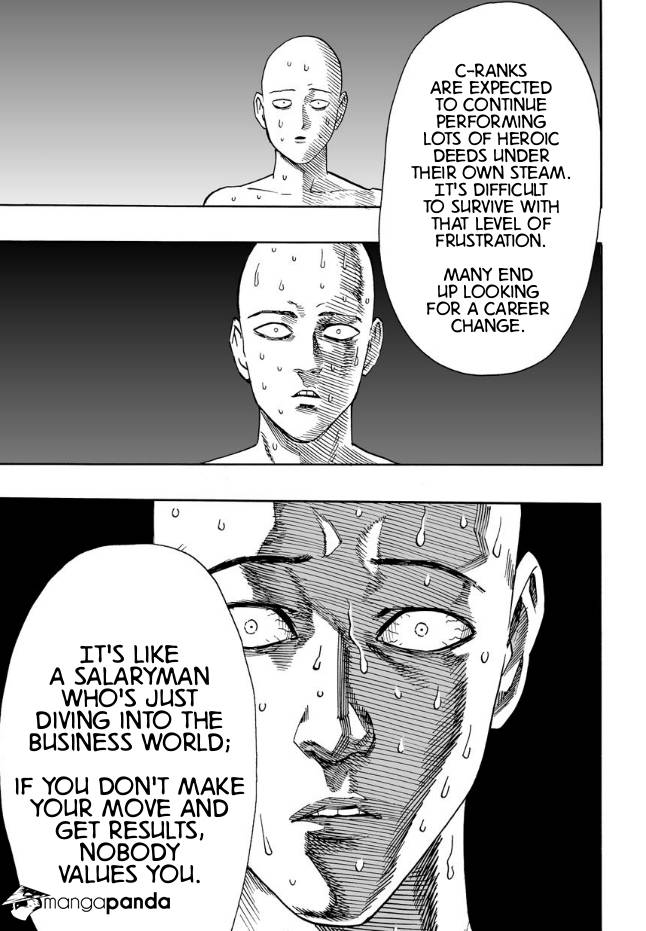 C-RANKS
ARE EXPECTED
TO CONTINUE
PERFORMING
LOTS OF HEROIC
DEEDS UNDER
THEIR OWN STEAM.
IT'S DIFFICULT
TO SURVIVE WITH
THAT LEVEL OF
FRUSTRATION.
MANY END
UP LOOKING
FOR A CAREER
CHANGE.
IT'S LIKE
A SALARYMAN
WHO'S JUST
DIVING INTO THE
BUSINESS WORLD;
IF YOU DON'T MAKE
YOUR MOVE AND
GET RESULTS,
NOBODY
VALUES YOU.
mangapanda